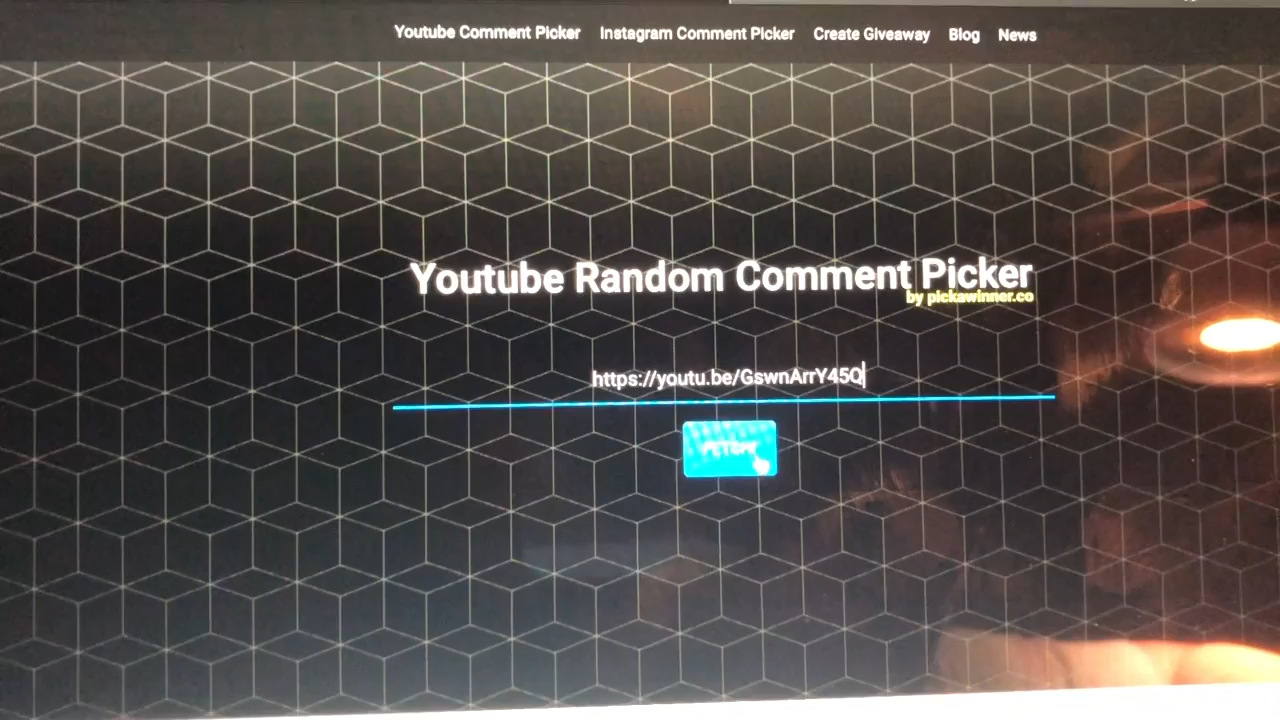 Youtube Comment Picker Instagram Comment Picker Create Giveaway Blog News
Youtube Random Comment Picker
by pickawinner.co
https://youtu.be/GswnArrY45Q